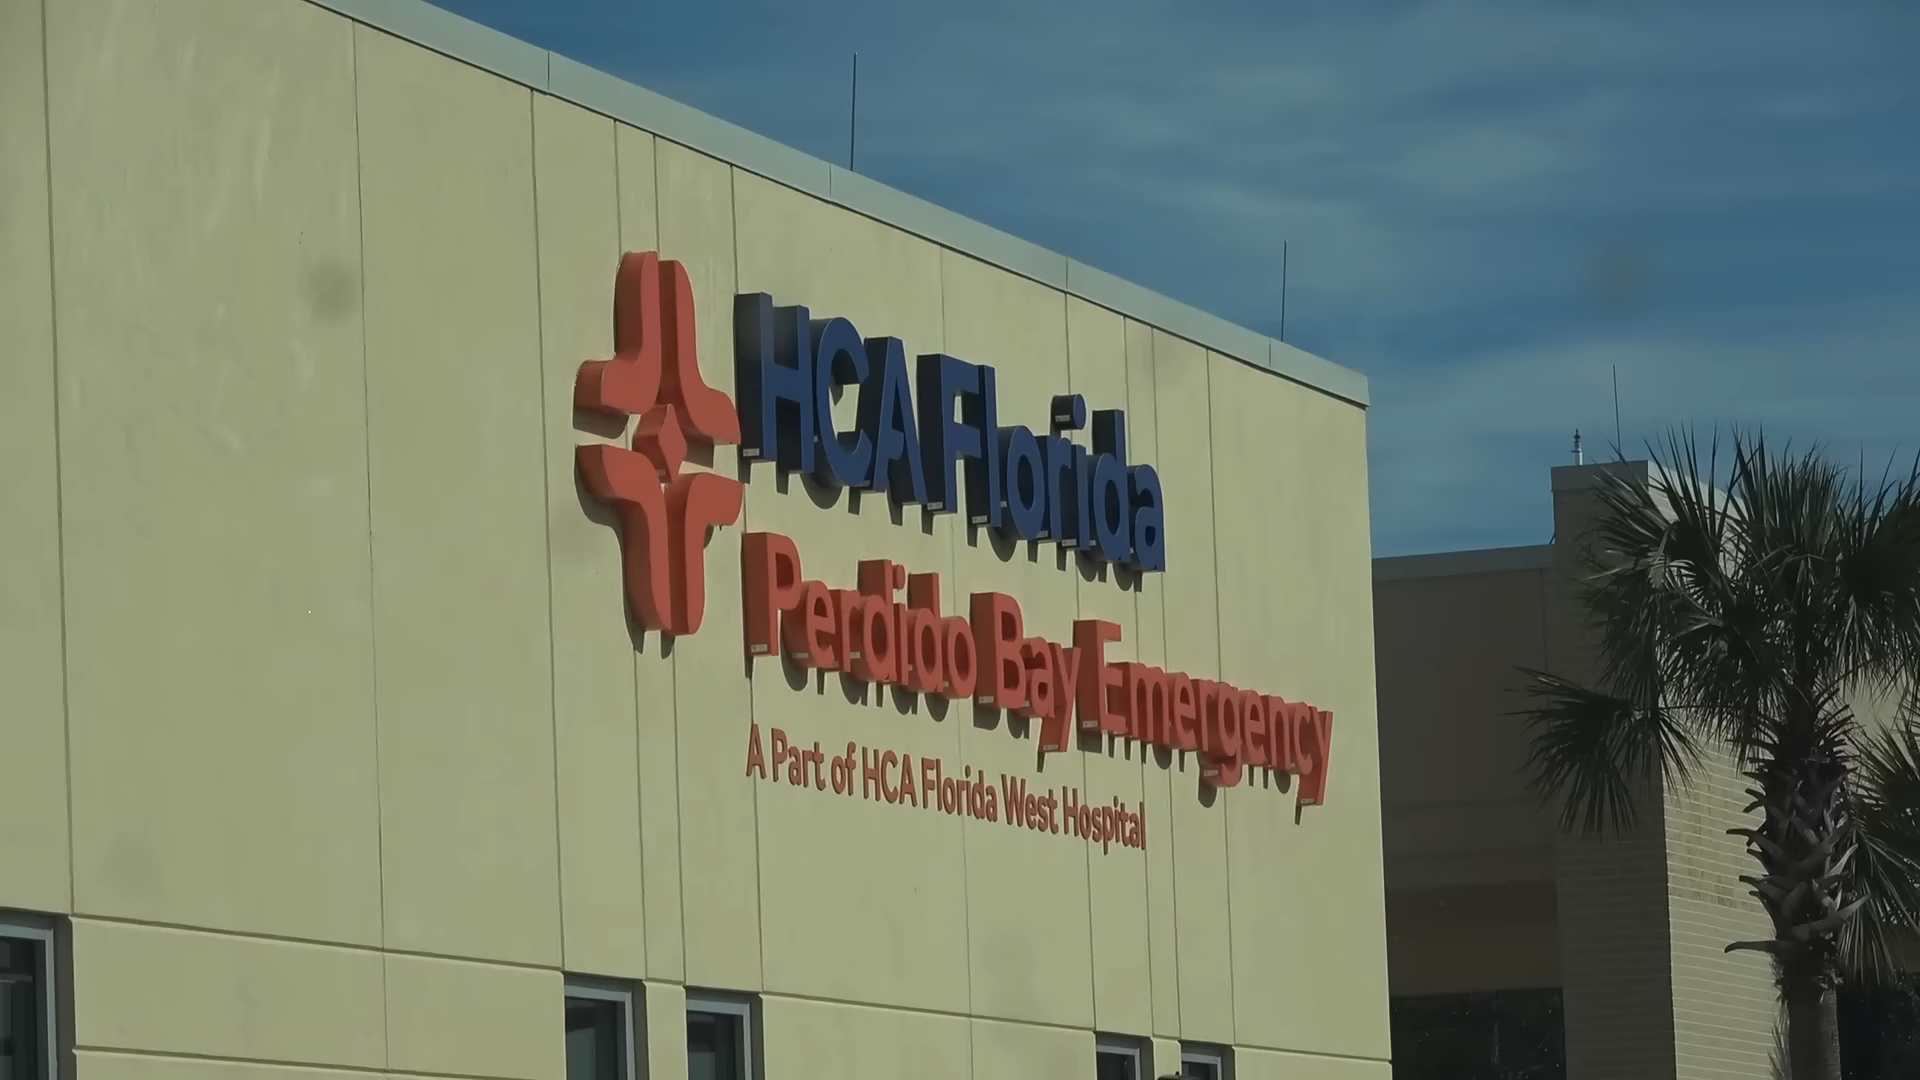 HCA Florida
Perdido Bay Emergency
A Part of HCA Florida West Hospital